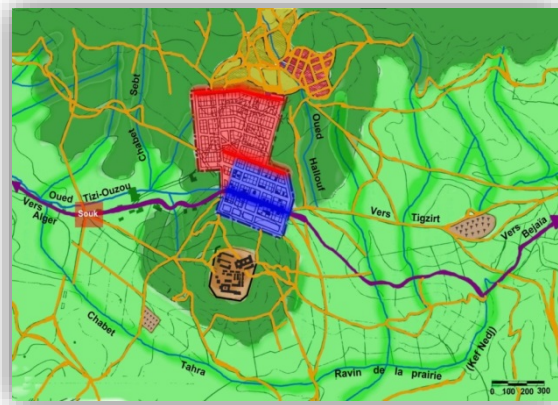 Chabet Sebt
Oued Hallouf
Oued Tizi-Ouzou
Vers Alger
Souk
Vers Tigzirt
Vers Bejaia
Chabet Tahra
Ravin de la prairie
(Kef Nedj)
0 100 200 300